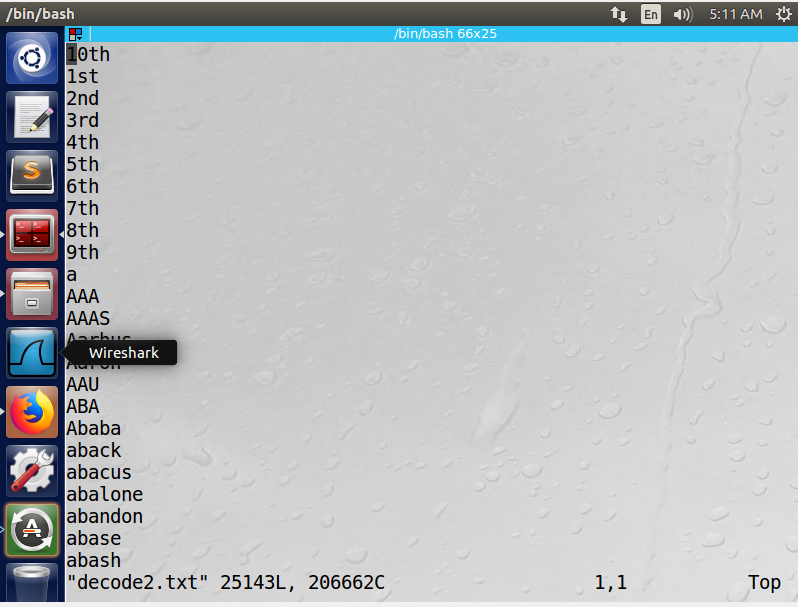 /bin/bash En 5:11 AM
/bin/bash 66x25
10th
1st
2nd
3rd
4th
5th
6th
7th
8th
9th
a
AAA
AAAS
Aarhus
Wireshark
Aaron
AAU
ABA
Ababa
aback
abacus
abalone
abandon
abase
abash
"decode2.txt" 25143L, 206662C 1,1 Top